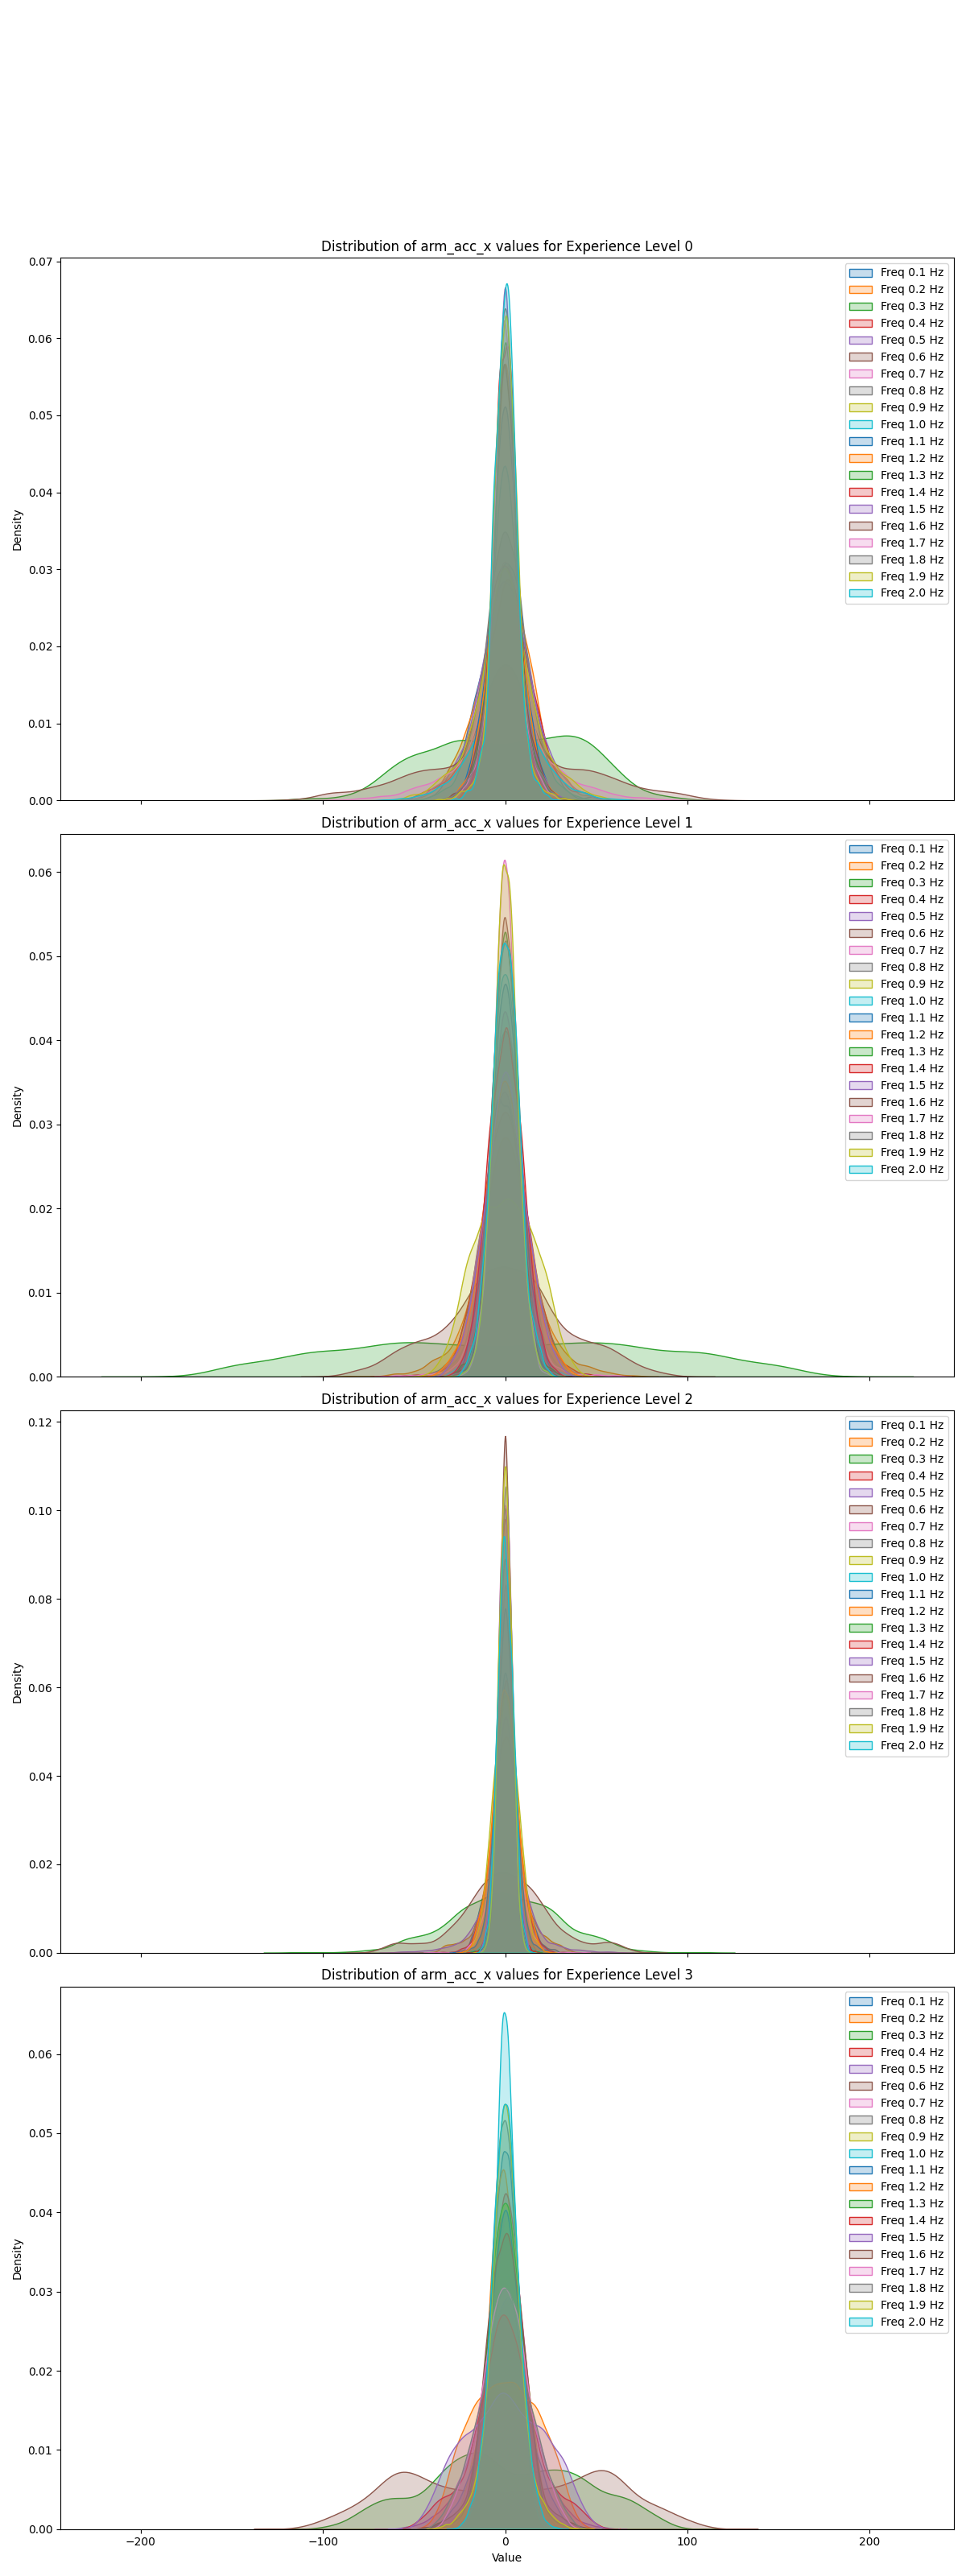 Distribution of arm_acc_x values for Experience Level 0
0.07
0.06
0.05
0.04
0.03
0.02
0.01
0.00
Density
Freq 0.1 Hz
Freq 0.2 Hz
Freq 0.3 Hz
Freq 0.4 Hz
Freq 0.5 Hz
Freq 0.6 Hz
Freq 0.7 Hz
Freq 0.8 Hz
Freq 0.9 Hz
Freq 1.0 Hz
Freq 1.1 Hz
Freq 1.2 Hz
Freq 1.3 Hz
Freq 1.4 Hz
Freq 1.5 Hz
Freq 1.6 Hz
Freq 1.7 Hz
Freq 1.8 Hz
Freq 1.9 Hz
Freq 2.0 Hz
Distribution of arm_acc_x values for Experience Level 1
0.06
0.05
0.04
0.03
0.02
0.01
0.00
Density
Freq 0.1 Hz
Freq 0.2 Hz
Freq 0.3 Hz
Freq 0.4 Hz
Freq 0.5 Hz
Freq 0.6 Hz
Freq 0.7 Hz
Freq 0.8 Hz
Freq 0.9 Hz
Freq 1.0 Hz
Freq 1.1 Hz
Freq 1.2 Hz
Freq 1.3 Hz
Freq 1.4 Hz
Freq 1.5 Hz
Freq 1.6 Hz
Freq 1.7 Hz
Freq 1.8 Hz
Freq 1.9 Hz
Freq 2.0 Hz
Distribution of arm_acc_x values for Experience Level 2
0.12
0.10
0.08
0.06
0.04
0.02
0.00
Density
Freq 0.1 Hz
Freq 0.2 Hz
Freq 0.3 Hz
Freq 0.4 Hz
Freq 0.5 Hz
Freq 0.6 Hz
Freq 0.7 Hz
Freq 0.8 Hz
Freq 0.9 Hz
Freq 1.0 Hz
Freq 1.1 Hz
Freq 1.2 Hz
Freq 1.3 Hz
Freq 1.4 Hz
Freq 1.5 Hz
Freq 1.6 Hz
Freq 1.7 Hz
Freq 1.8 Hz
Freq 1.9 Hz
Freq 2.0 Hz
Distribution of arm_acc_x values for Experience Level 3
0.06
0.05
0.04
0.03
0.02
0.01
0.00
Density
Freq 0.1 Hz
Freq 0.2 Hz
Freq 0.3 Hz
Freq 0.4 Hz
Freq 0.5 Hz
Freq 0.6 Hz
Freq 0.7 Hz
Freq 0.8 Hz
Freq 0.9 Hz
Freq 1.0 Hz
Freq 1.1 Hz
Freq 1.2 Hz
Freq 1.3 Hz
Freq 1.4 Hz
Freq 1.5 Hz
Freq 1.6 Hz
Freq 1.7 Hz
Freq 1.8 Hz
Freq 1.9 Hz
Freq 2.0 Hz
−200 −100 0 100 200
Value